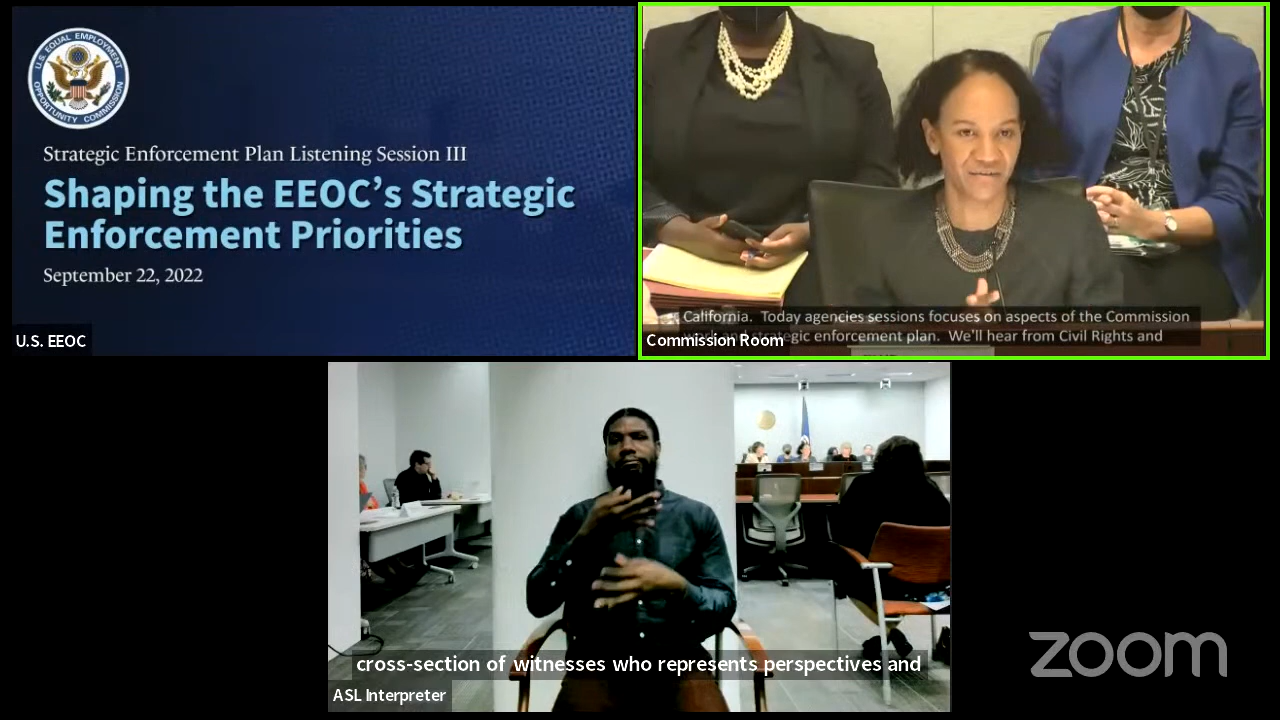 U.S. EQUAL EMPLOYMENT
OPPORTUNITY COMMISSION
Strategic Enforcement Plan Listening Session III
Shaping the EEOC's Strategic
Enforcement Priorities
September 22, 2022
U.S. EEOC
California. Today agencies sessions focuses on aspects of the Commission
strategic enforcement plan. We'll hear from Civil Rights and
Commission Room
cross-section of witnesses who represents perspectives and
ASL Interpreter
zoom